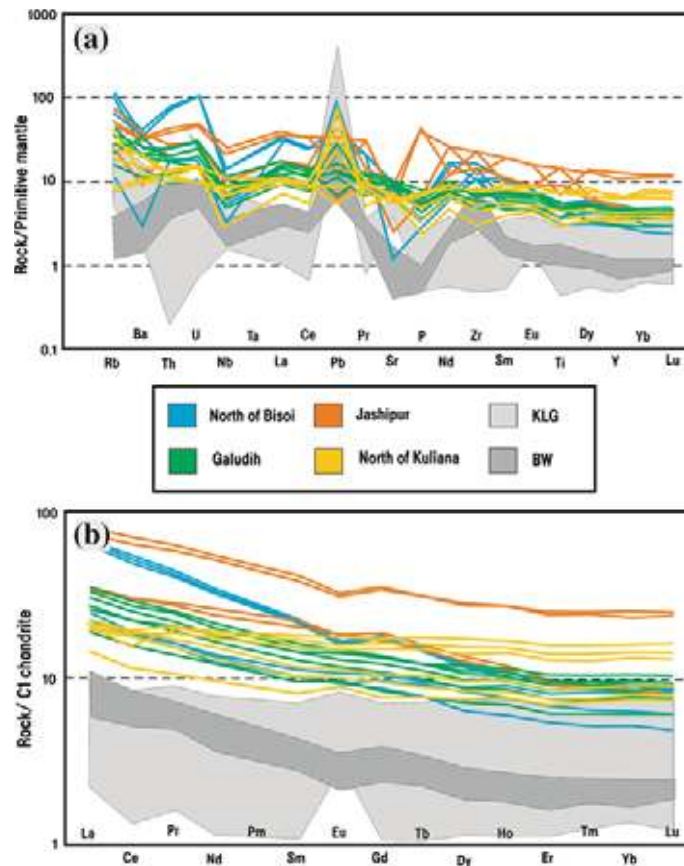 (a)
1000
100
10
1
0.1
Rock/Primitive mantle
Ba U Ta Ce Pr P Zr Eu Dy Yb
Rb Th Nb La Pb Sr Nd Sm Ti Y Lu
North of Bisoi Jashipur KLG
Galudih North of Kuliana BW
(b)
100
10
1
Rock/ C1 chondrite
La Pr Pm Eu Tb Ho Tm Lu
Ce Nd Sm Gd Dy Er Yb